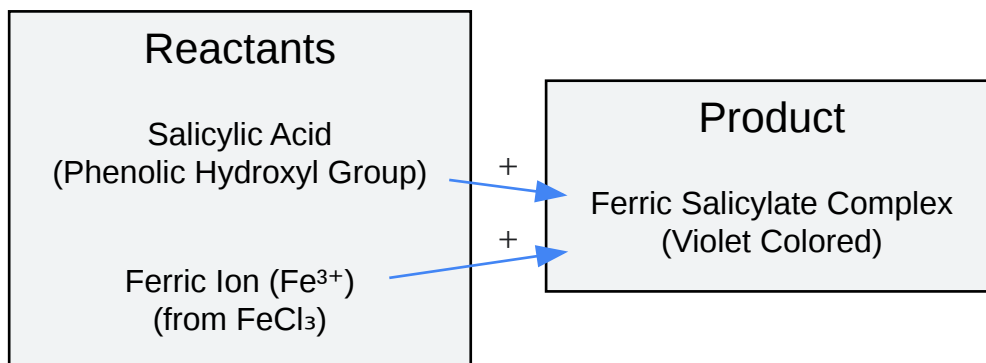 Reactants
Salicylic Acid
(Phenolic Hydroxyl Group)
+
+
Ferric Ion (Fe³⁺)
(from FeCl₃)
Product
Ferric Salicylate Complex
(Violet Colored)